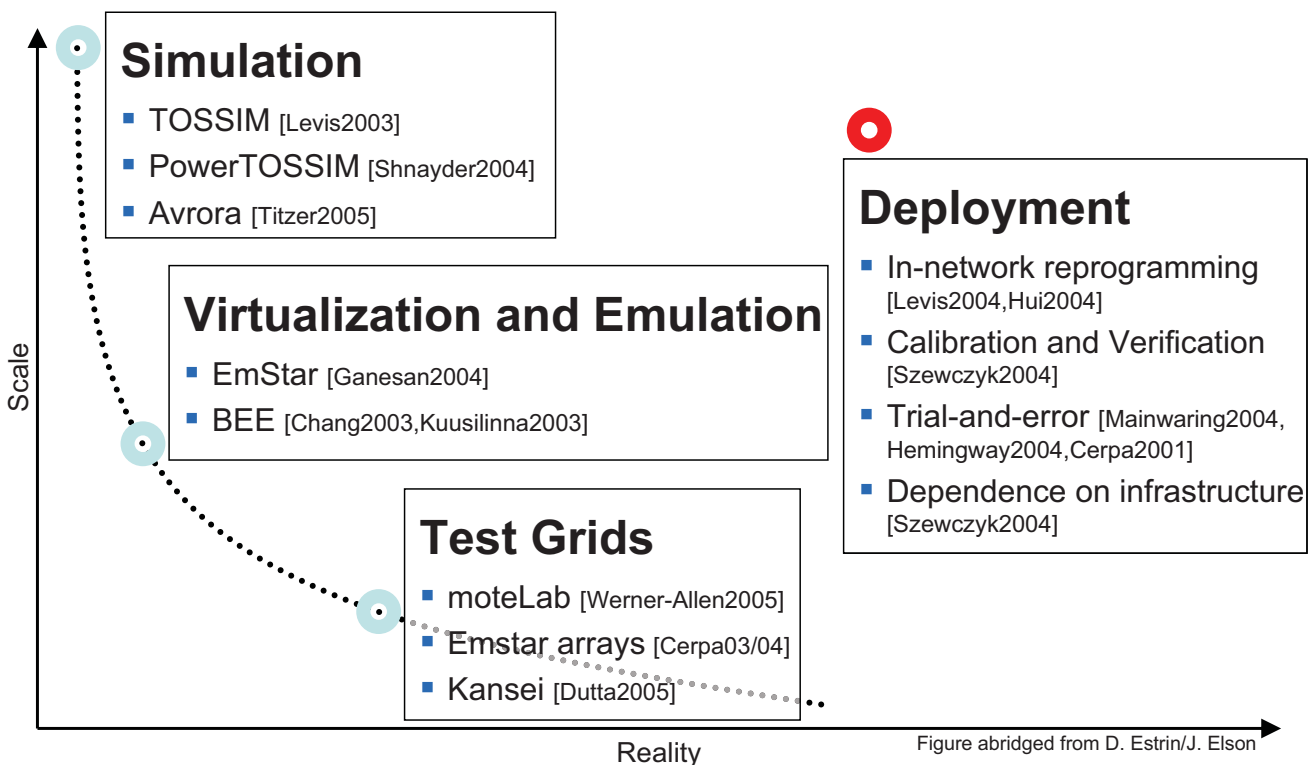 Simulation
TOSSIM [Levis2003]
PowerTOSSIM [Shnayder2004]
Avrora [Titzer2005]
Virtualization and Emulation
EmStar [Ganesan2004]
BEE [Chang2003,Kuusilinna2003]
Test Grids
moteLab [Werner-Allen2005]
Emstar arrays [Cerpa03/04]
Kansei [Dutta2005]
Deployment
In-network reprogramming
[Levis2004,Hui2004]
Calibration and Verification
[Szewczyk2004]
Trial-and-error [Mainwaring2004,
Hemingway2004,Cerpa2001]
Dependence on infrastructure
[Szewczyk2004]
Scale
Reality
Figure abridged from D. Estrin/J. Elson